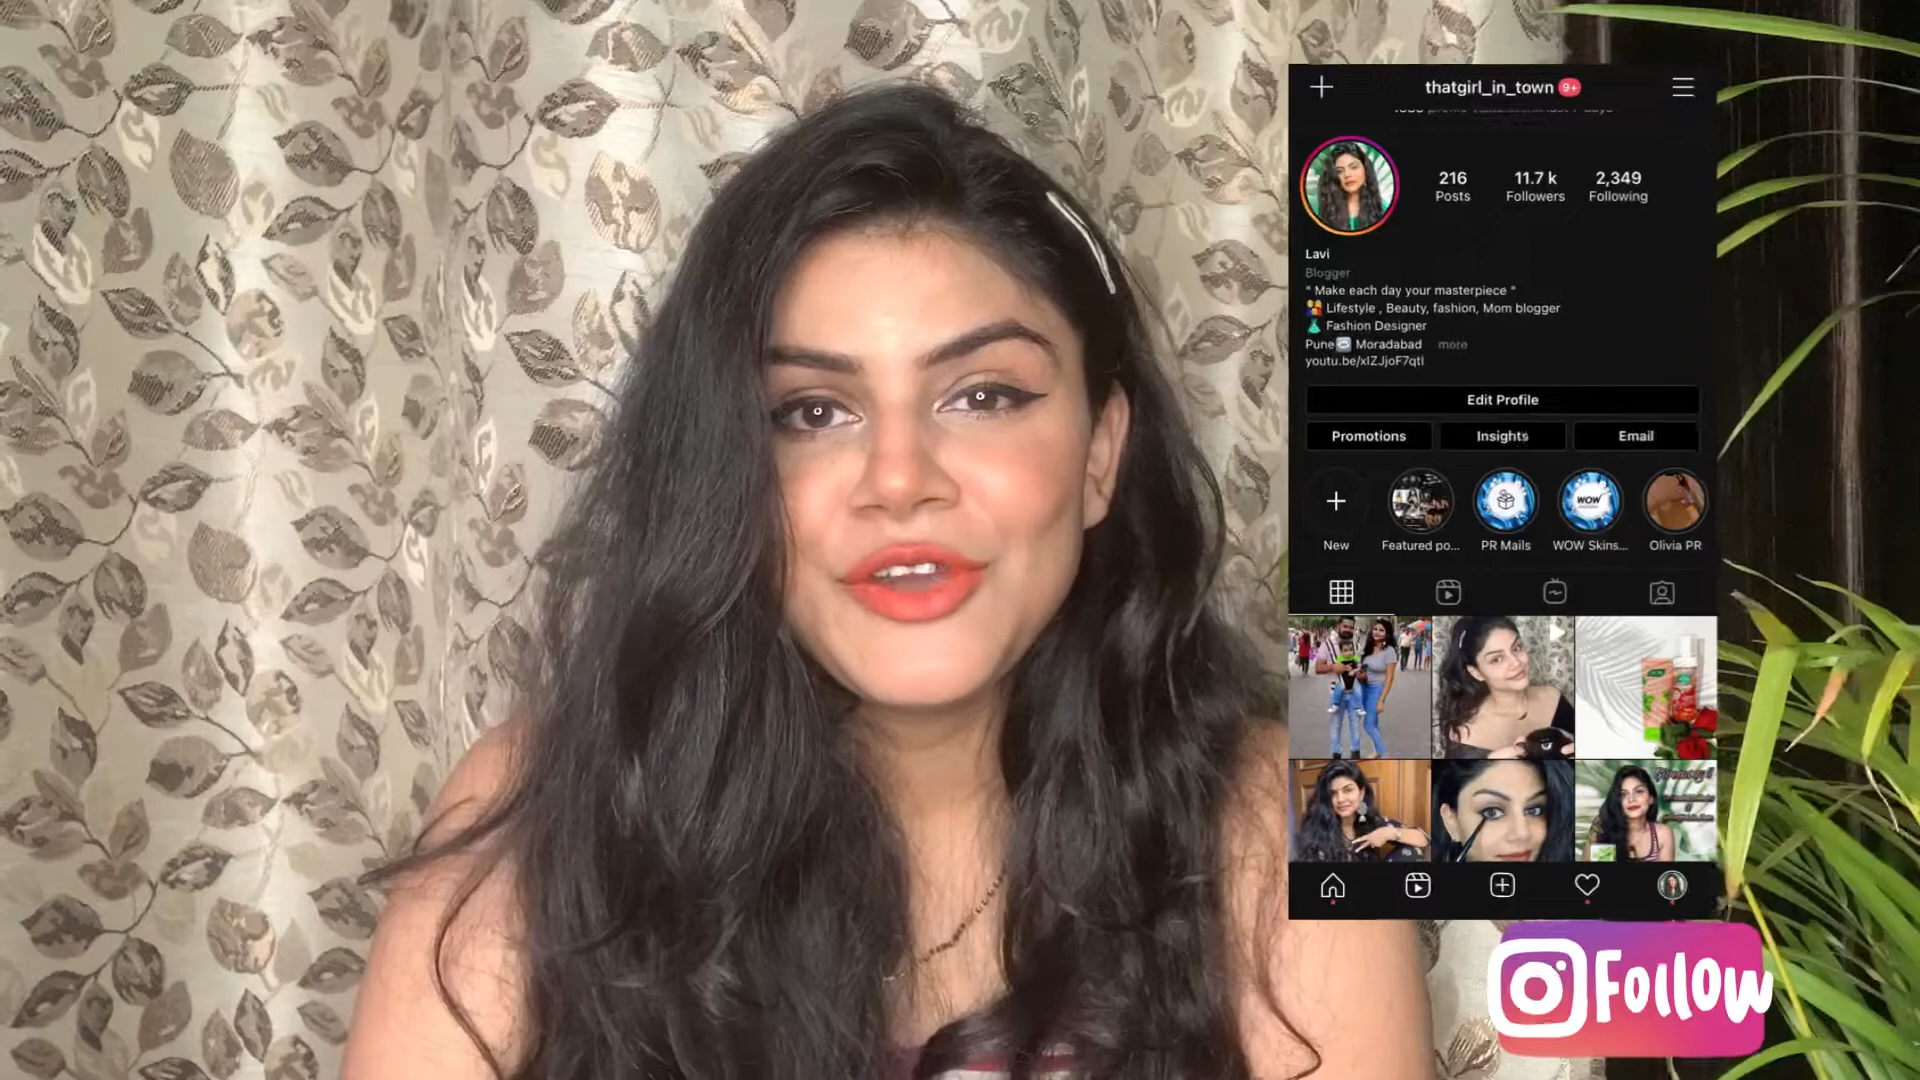 thatgirl_in_town 9+
216 11.7 k 2,349
Posts Followers Following
Lavi
Blogger
" Make each day your masterpiece "
Lifestyle , Beauty, fashion, Mom blogger
Fashion Designer
Pune Moradabad more
youtu.be/xIZJjoF7qtI
Edit Profile
Promotions Insights Email
WOW
New Featured po... PR Mails WOW Skins... Olivia PR
Follow